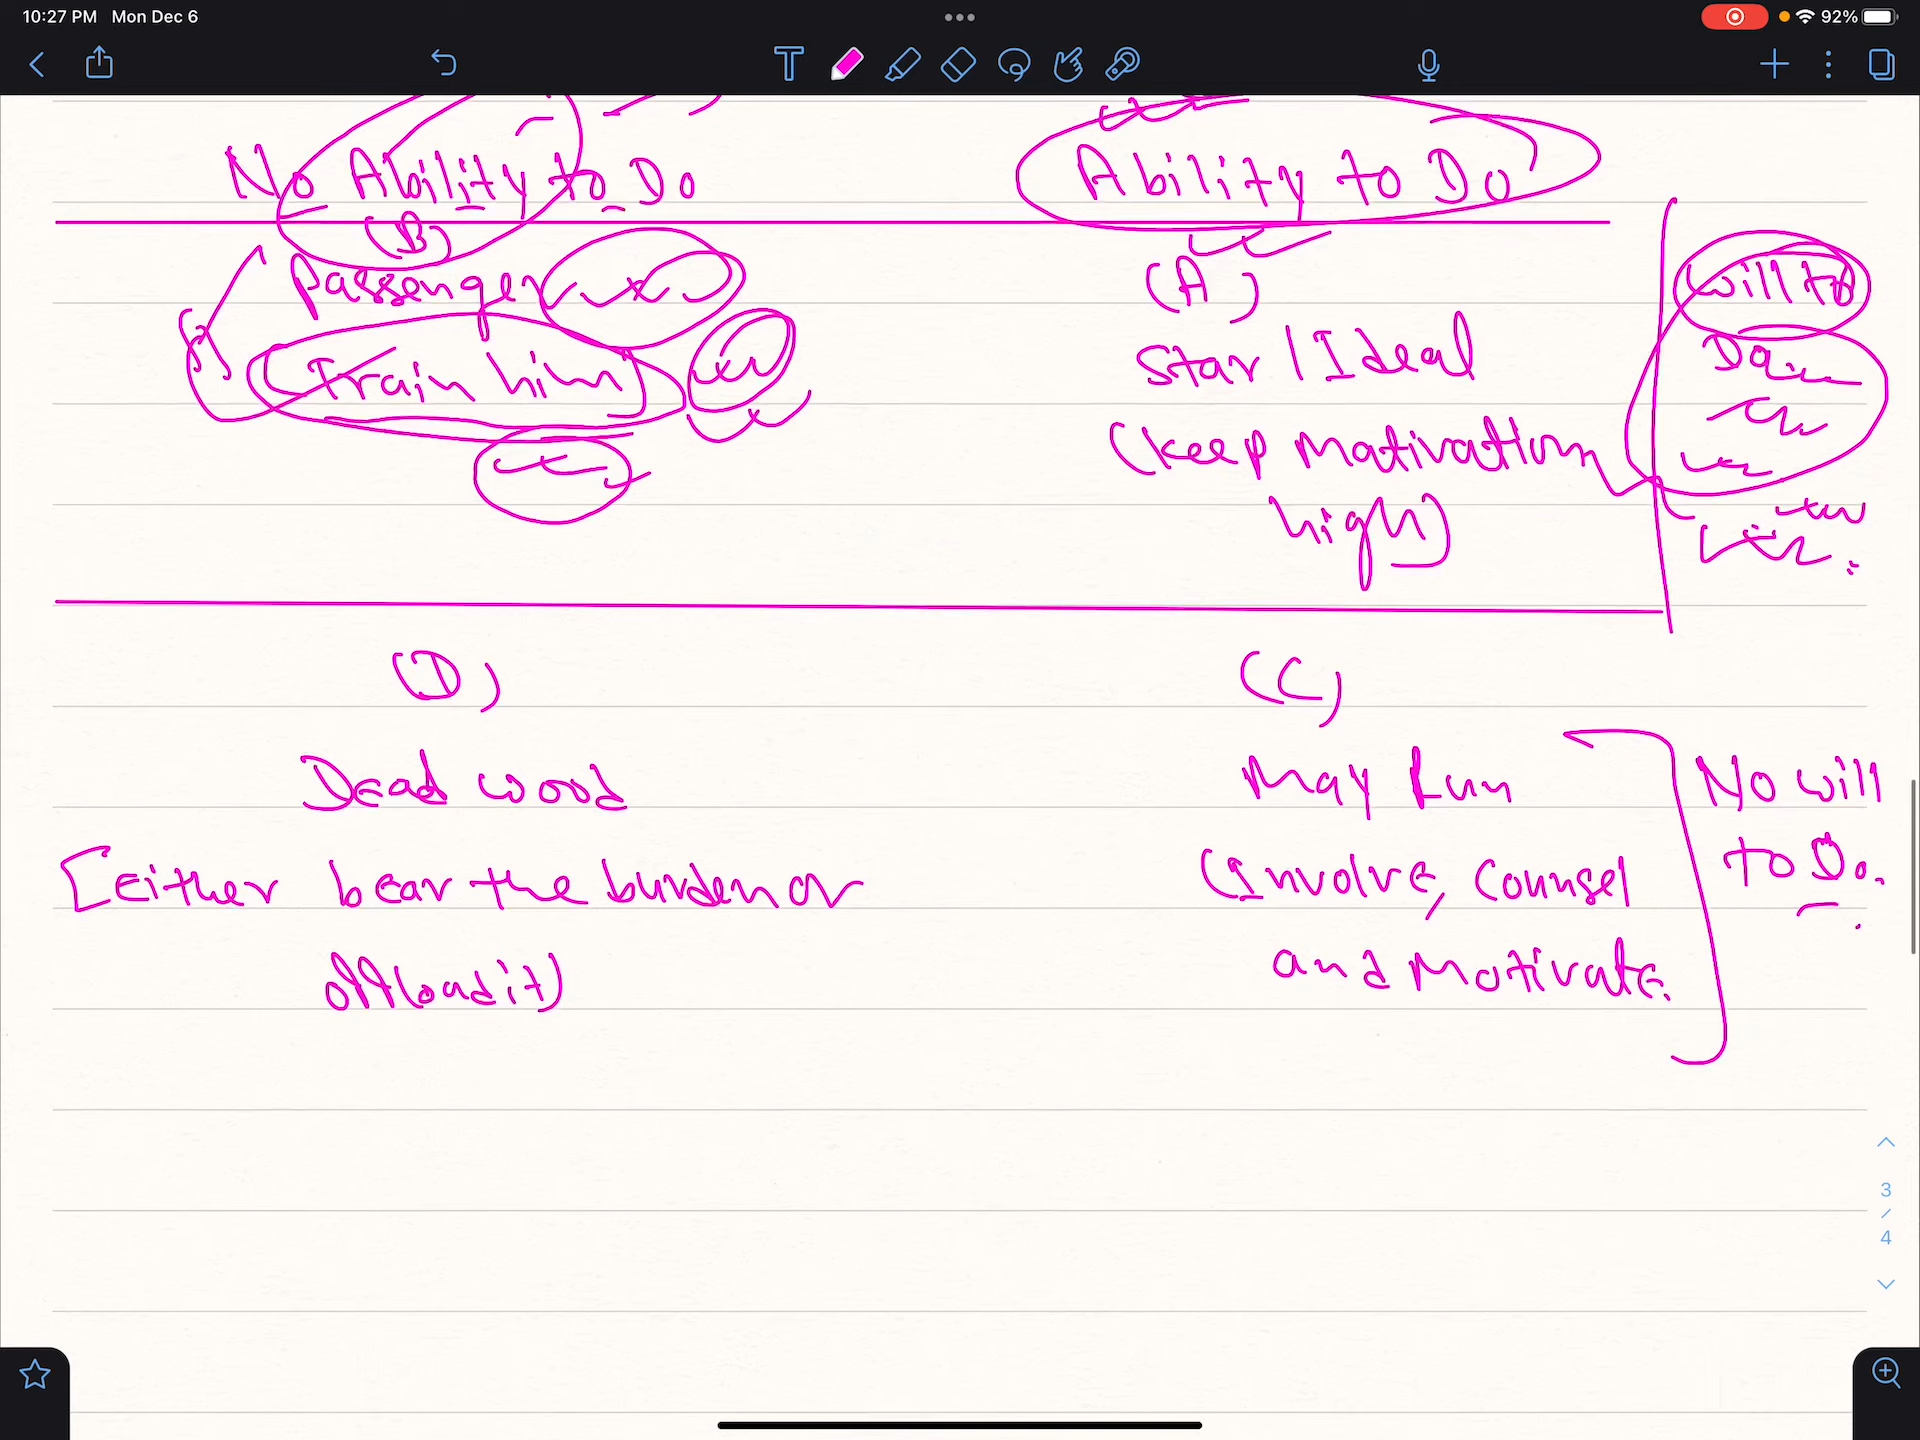 10:27 PM Mon Dec 6
92%
No Ability to Do
Ability to Do
(B)
Passenger
Train him
(A)
Star / Ideal
(Keep Motivation
high)
Will to
Do
(D)
Dead wood
[Either bear the burden or
offload it)
(C)
May Run
(Involve, Counsel
and Motivate.
No will
to Do.
3
/
4